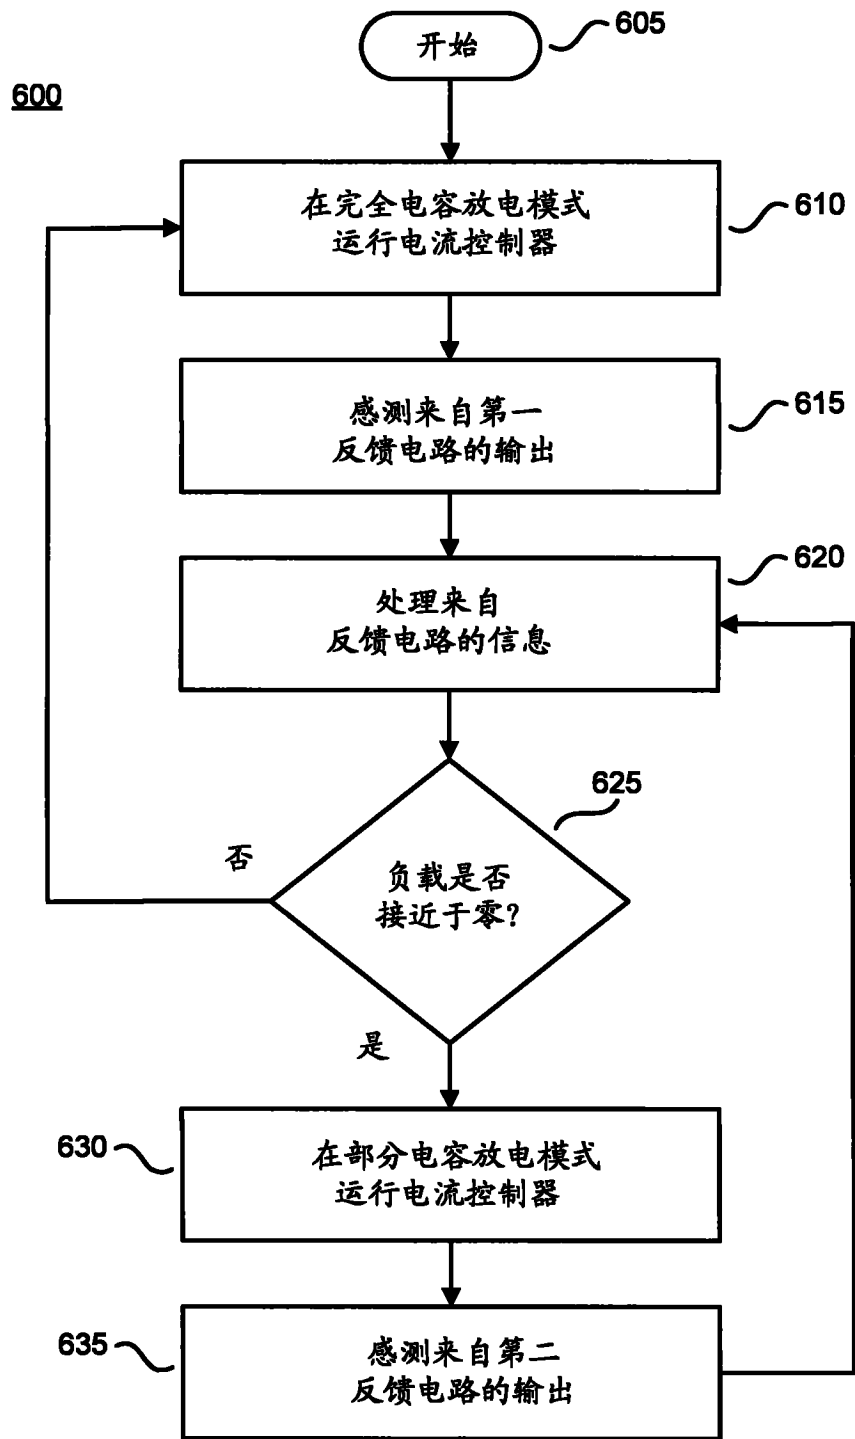 开始
605
600
在完全电容放电模式
运行电流控制器
610
感测来自第一
反馈电路的输出
615
处理来自
反馈电路的信息
620
625
否
负载是否
接近于零?
是
630
在部分电容放电模式
运行电流控制器
635
感测来自第二
反馈电路的输出